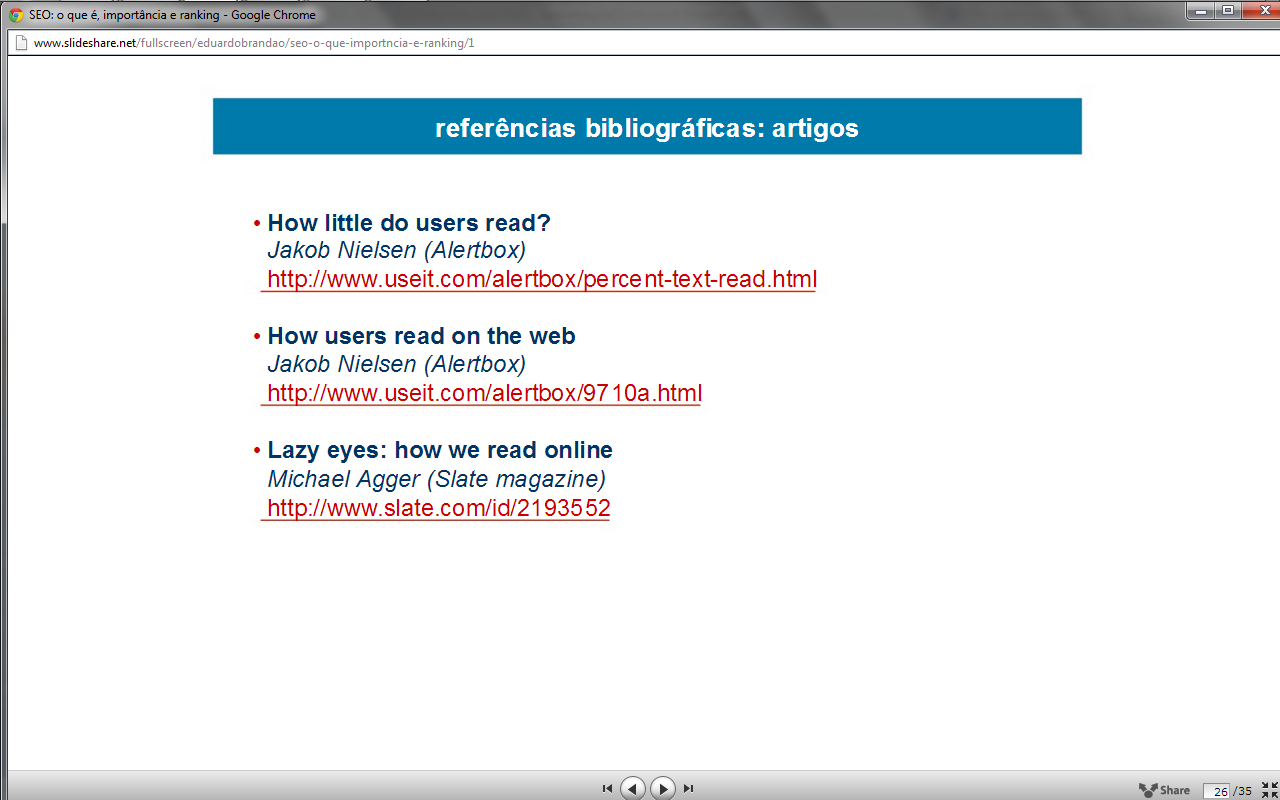 SEO: o que é, importância e ranking - Google Chrome
www.slideshare.net/fullscreen/eduardobrandao/seo-o-que-importncia-e-ranking/1
referências bibliográficas: artigos
• How little do users read?
Jakob Nielsen (Alertbox)
http://www.useit.com/alertbox/percent-text-read.html
• How users read on the web
Jakob Nielsen (Alertbox)
http://www.useit.com/alertbox/9710a.html
• Lazy eyes: how we read online
Michael Agger (Slate magazine)
http://www.slate.com/id/2193552
Share 26 /35